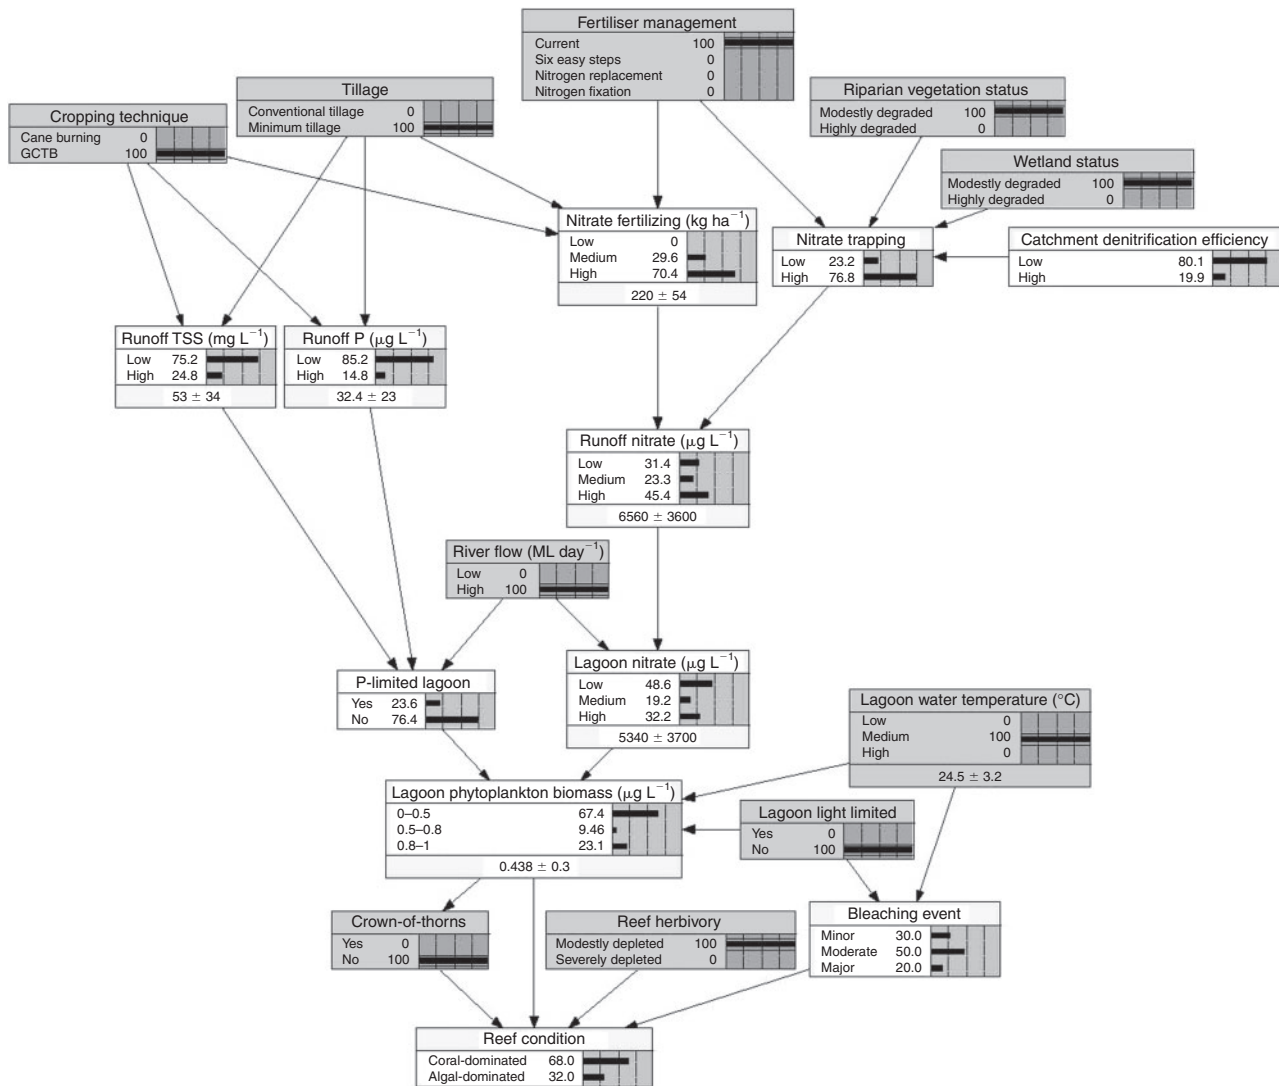 Fertiliser management
Current 100
Six easy steps 0
Nitrogen replacement 0
Nitrogen fixation 0
Tillage
Conventional tillage 0
Minimum tillage 100
Riparian vegetation status
Modestly degraded 100
Highly degraded 0
Cropping technique
Cane burning 0
GCTB 100
Wetland status
Modestly degraded 100
Highly degraded 0
Nitrate fertilizing (kg ha⁻¹)
Low 0
Medium 29.6
High 70.4
220 ± 54
Nitrate trapping
Low 23.2
High 76.8
Catchment denitrification efficiency
Low 80.1
High 19.9
Runoff TSS (mg L⁻¹)
Low 75.2
High 24.8
53 ± 34
Runoff P (μg L⁻¹)
Low 85.2
High 14.8
32.4 ± 23
Runoff nitrate (μg L⁻¹)
Low 31.4
Medium 23.3
High 45.4
6560 ± 3600
River flow (ML day⁻¹)
Low 0
High 100
P-limited lagoon
Yes 23.6
No 76.4
Lagoon nitrate (μg L⁻¹)
Low 48.6
Medium 19.2
High 32.2
5340 ± 3700
Lagoon water temperature (°C)
Low 0
Medium 100
High 0
24.5 ± 3.2
Lagoon phytoplankton biomass (μg L⁻¹)
0–0.5 67.4
0.5–0.8 9.46
0.8–1 23.1
0.438 ± 0.3
Lagoon light limited
Yes 0
No 100
Crown-of-thorns
Yes 0
No 100
Reef herbivory
Modestly depleted 100
Severely depleted 0
Bleaching event
Minor 30.0
Moderate 50.0
Major 20.0
Reef condition
Coral-dominated 68.0
Algal-dominated 32.0